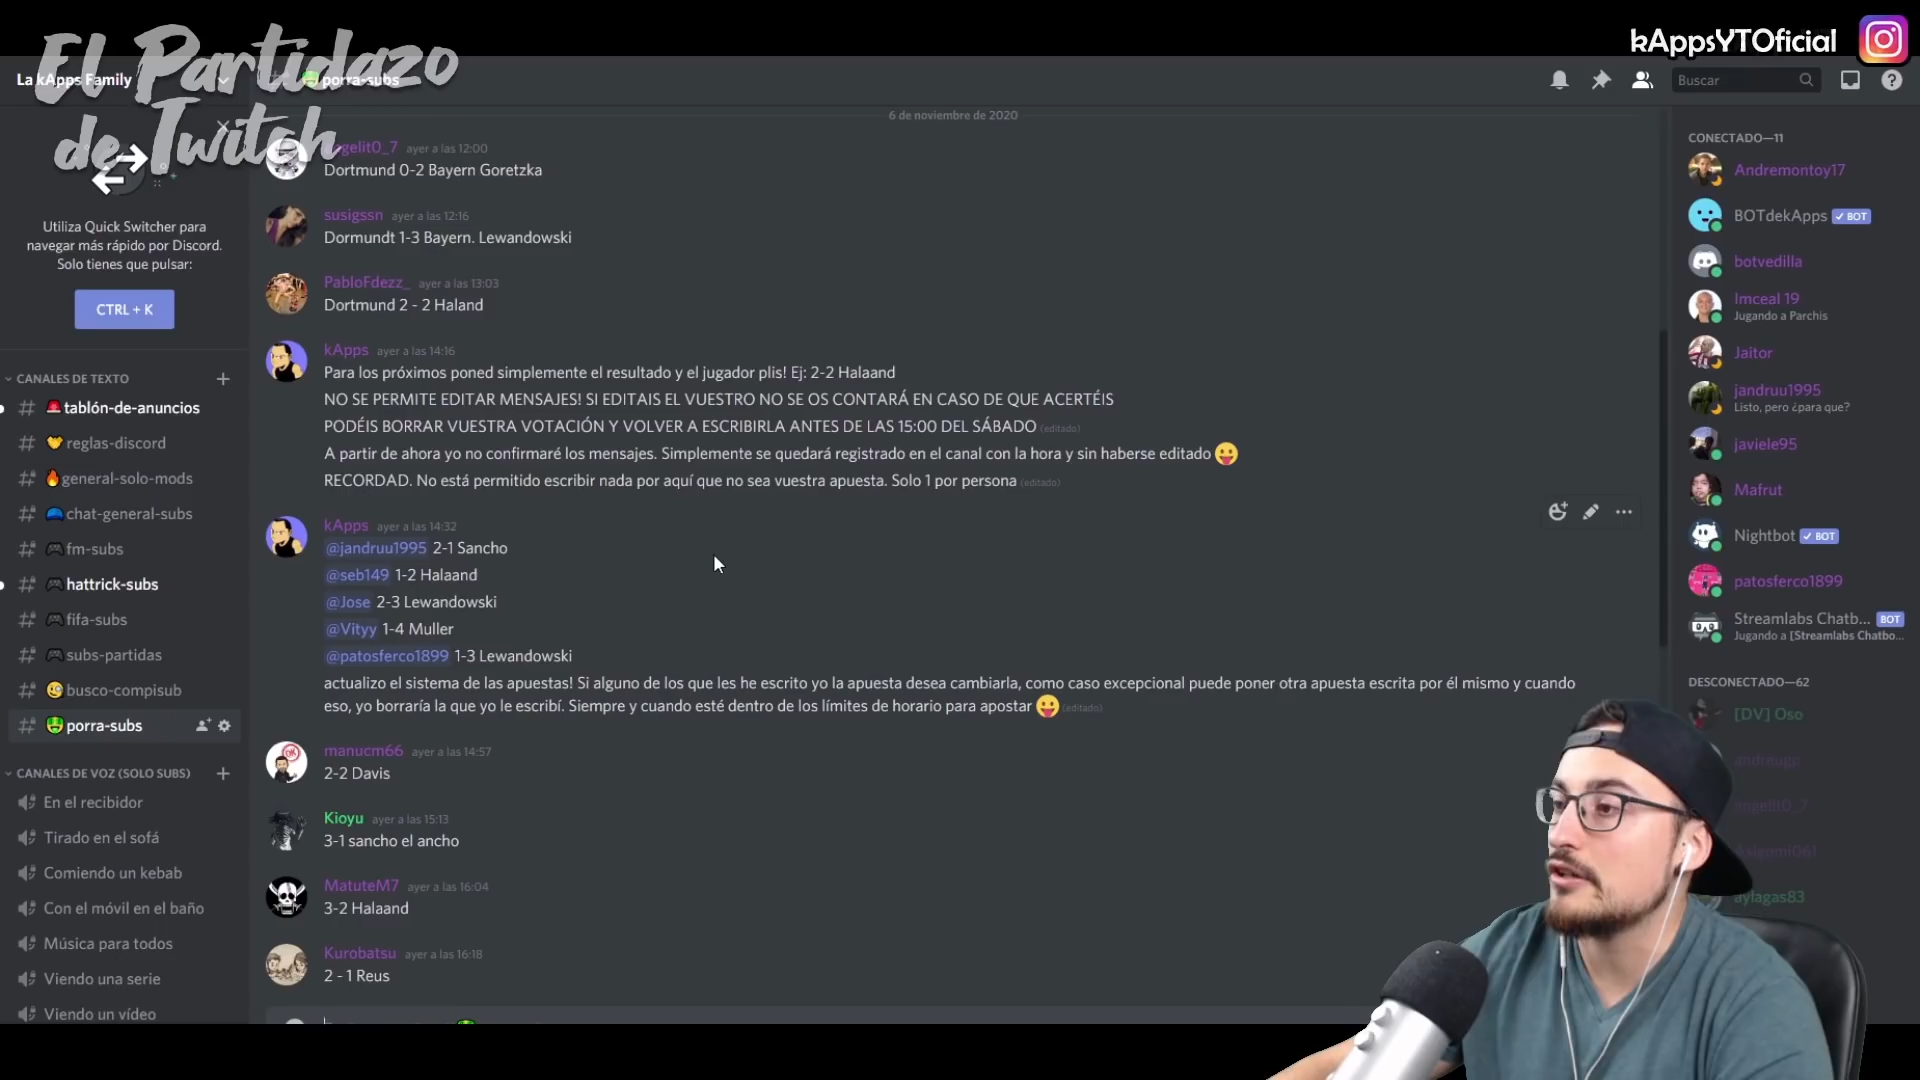 El Partidazo
de Twitch
kAppsYTOficial
La kApps Family
porra-subs
Buscar
Utiliza Quick Switcher para
navegar más rápido por Discord.
Solo tienes que pulsar:
CTRL + K
CANALES DE TEXTO
tablón-de-anuncios
reglas-discord
general-solo-mods
chat-general-subs
fm-subs
hattrick-subs
fifa-subs
subs-partidas
busco-compisub
porra-subs
CANALES DE VOZ (SOLO SUBS)
En el recibidor
Tirado en el sofá
Comiendo un kebab
Con el móvil en el baño
Música para todos
Viendo una serie
Viendo un vídeo
6 de noviembre de 2020
angelit0_7 ayer a las 12:00
Dortmund 0-2 Bayern Goretzka
susigssn ayer a las 12:16
Dormundt 1-3 Bayern. Lewandowski
PabloFdezz_ ayer a las 13:03
Dortmund 2 - 2 Haland
kApps ayer a las 14:16
Para los próximos poned simplemente el resultado y el jugador plis! Ej: 2-2 Halaand
NO SE PERMITE EDITAR MENSAJES! SI EDITAIS EL VUESTRO NO SE OS CONTARÁ EN CASO DE QUE ACERTÉIS
PODÉIS BORRAR VUESTRA VOTACIÓN Y VOLVER A ESCRIBIRLA ANTES DE LAS 15:00 DEL SÁBADO (editado)
A partir de ahora yo no confirmaré los mensajes. Simplemente se quedará registrado en el canal con la hora y sin haberse editado
RECORDAD. No está permitido escribir nada por aquí que no sea vuestra apuesta. Solo 1 por persona (editado)
kApps ayer a las 14:32
@jandruu1995 2-1 Sancho
@seb149 1-2 Halaand
@Jose 2-3 Lewandowski
@Vityy 1-4 Muller
@patosferco1899 1-3 Lewandowski
actualizo el sistema de las apuestas! Si alguno de los que les he escrito yo la apuesta desea cambiarla, como caso excepcional puede poner otra apuesta escrita por él mismo y cuando
eso, yo borraría la que yo le escribí. Siempre y cuando esté dentro de los límites de horario para apostar (editado)
manucm66 ayer a las 14:57
2-2 Davis
Kioyu ayer a las 15:13
3-1 sancho el ancho
MatuteM7 ayer a las 16:04
3-2 Halaand
Kurobatsu ayer a las 16:18
2 - 1 Reus
CONECTADO—11
Andremontoy17
BOTdekApps BOT
botvedilla
Imceal 19
Jugando a Parchis
Jaitor
jandruu1995
Listo, pero ¿para que?
javiele95
Mafrut
Nightbot BOT
patosferco1899
Streamlabs Chatb... BOT
Jugando a [Streamlabs Chatbo...
DESCONECTADO—62
[DV] Oso
andreugp
angelit0_7
aylagas83